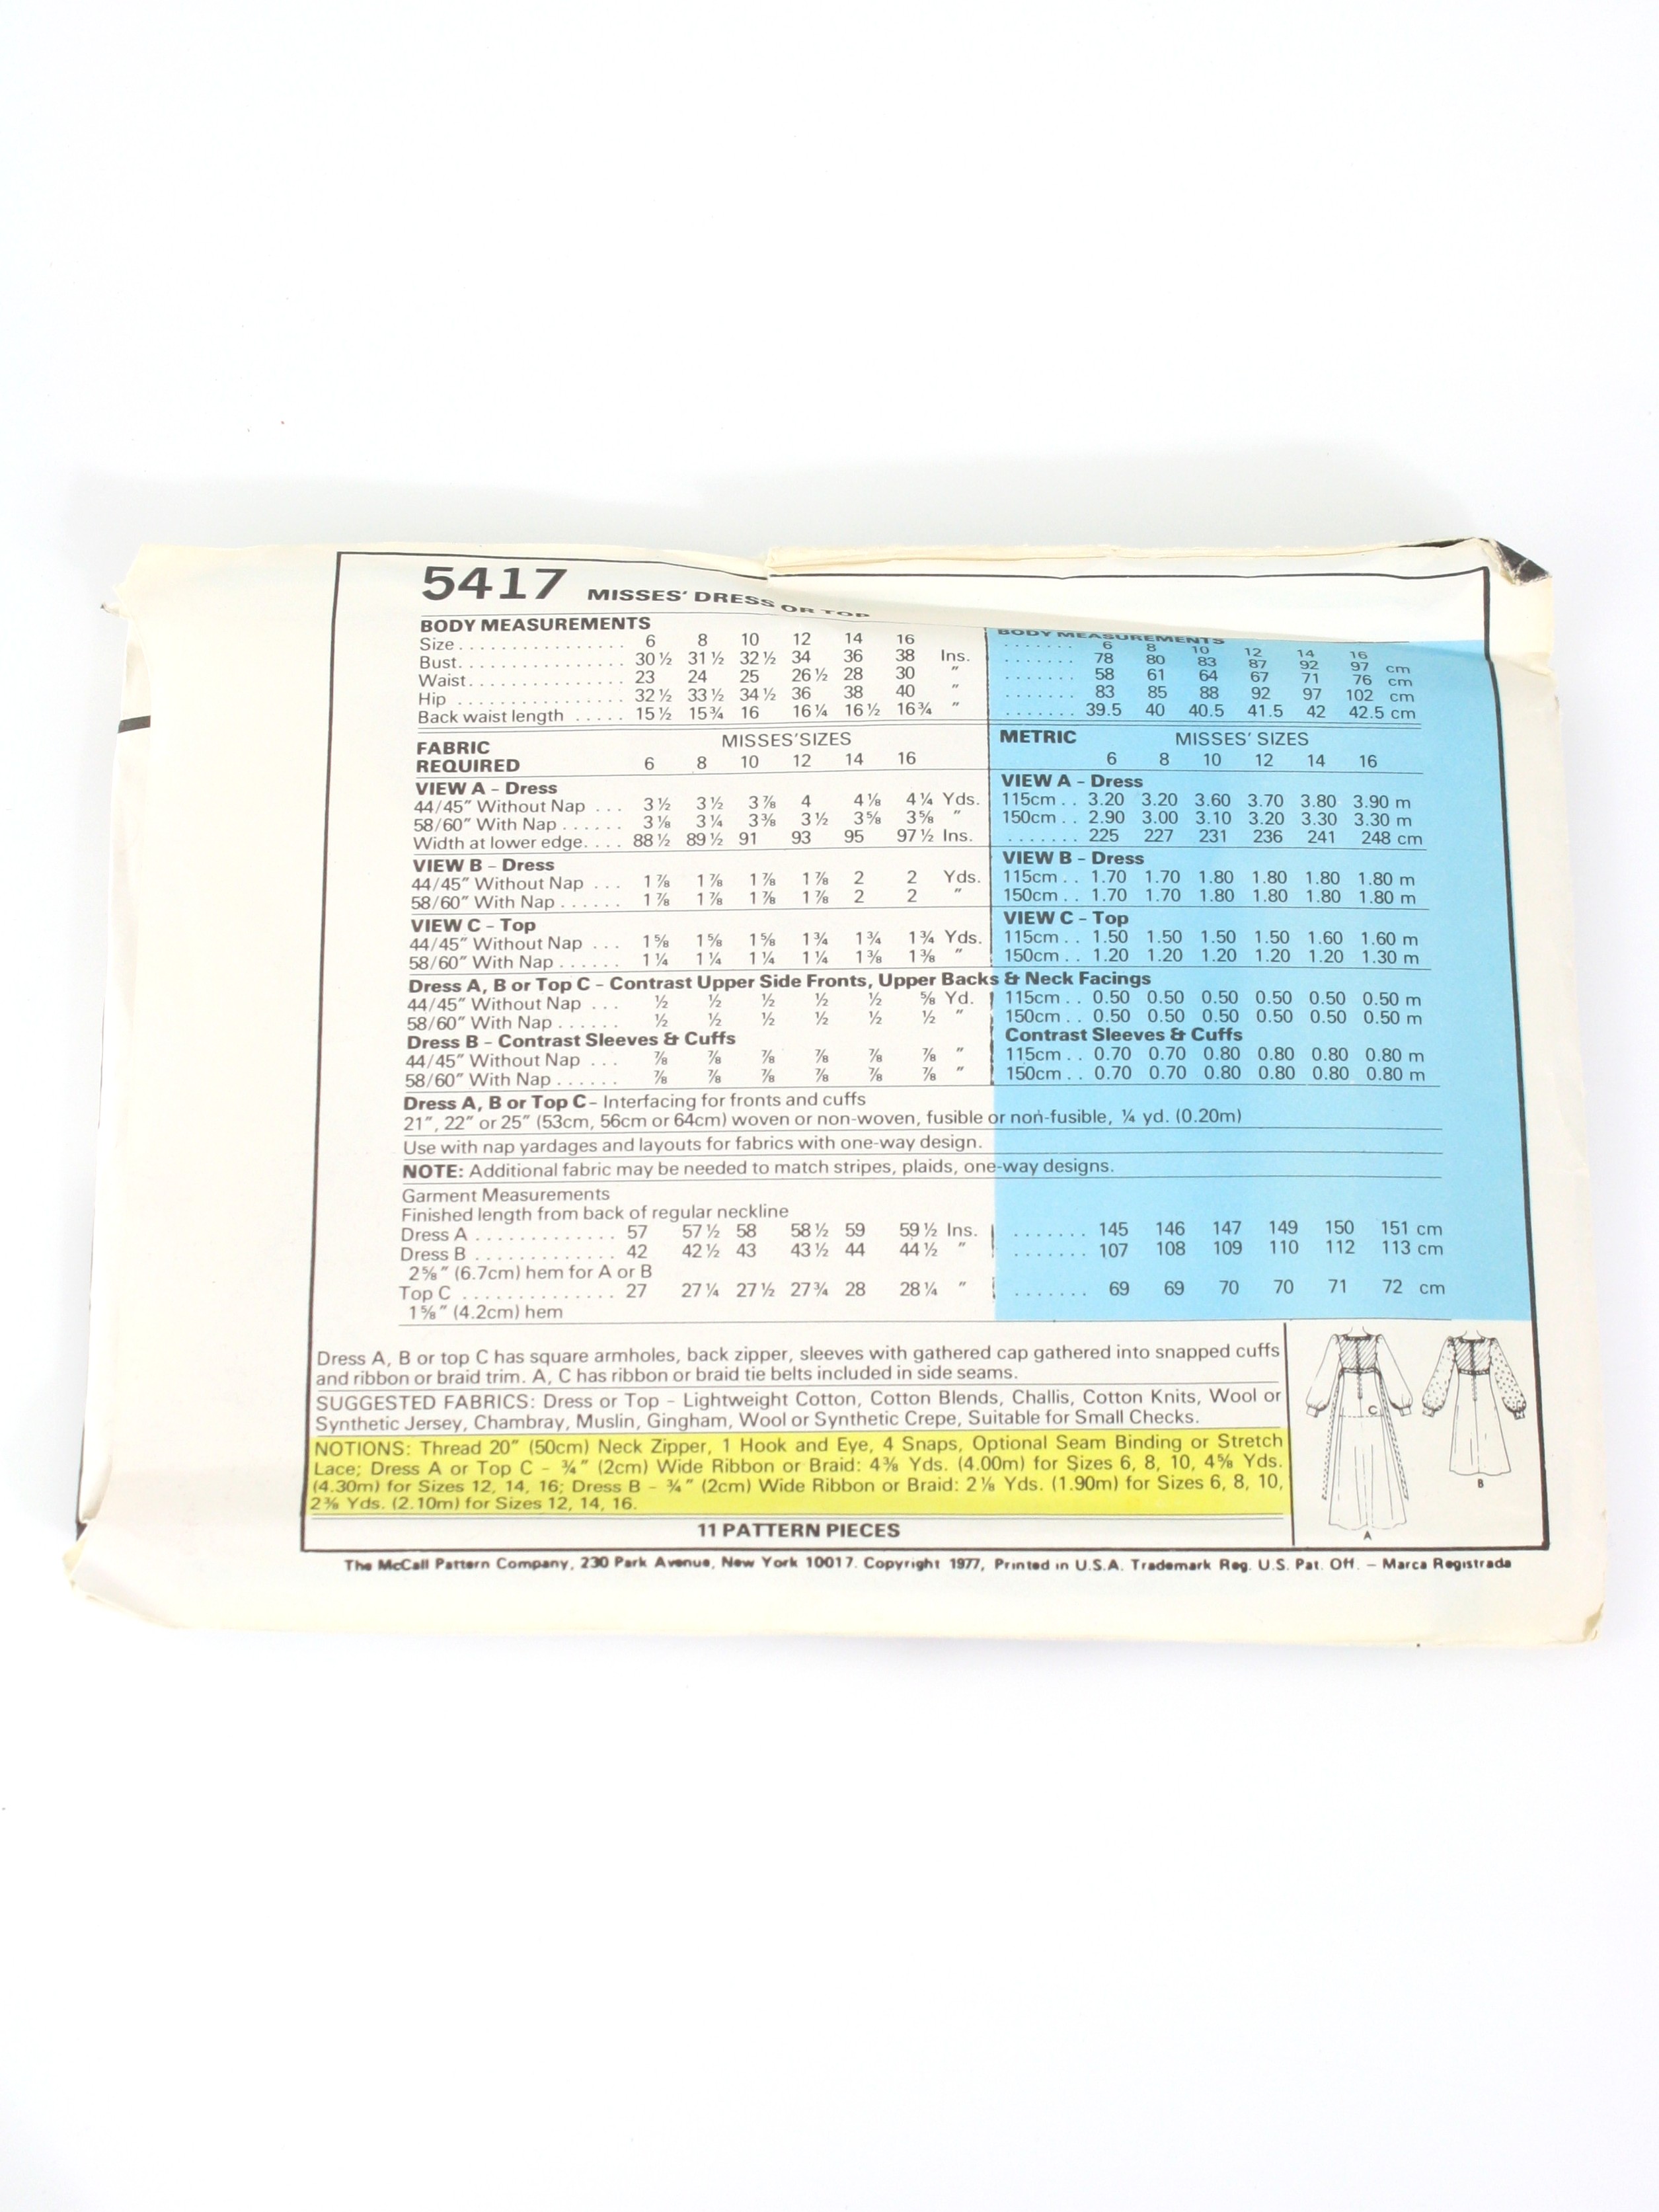 5417 MISSES' DRESS OR TOP
BODY MEASUREMENTS
Size................ 6 8 10 12 14 16
Bust................ 30½ 31½ 32½ 34 36 38 Ins.
Waist............... 23 24 25 26½ 28 30 "
Hip ................ 32½ 33½ 34½ 36 38 40 "
Back waist length ..... 15½ 15¾ 16 16¼ 16½ 16¾ "
BODY MEASUREMENTS
....... 6 8 10 12 14 16
....... 78 80 83 87 92 97 cm
....... 58 61 64 67 71 76 cm
....... 83 85 88 92 97 102 cm
....... 39.5 40 40.5 41.5 42 42.5 cm
FABRIC MISSES'SIZES
REQUIRED 6 8 10 12 14 16
METRIC MISSES' SIZES
6 8 10 12 14 16
VIEW A - Dress
44/45" Without Nap ... 3½ 3½ 3⅞ 4 4⅛ 4¼ Yds.
58/60" With Nap ...... 3⅛ 3¼ 3⅜ 3½ 3⅝ 3⅝ "
Width at lower edge.... 88½ 89½ 91 93 95 97½ Ins.
VIEW A - Dress
115cm .. 3.20 3.20 3.60 3.70 3.80 3.90 m
150cm .. 2.90 3.00 3.10 3.20 3.30 3.30 m
....... 225 227 231 236 241 248 cm
VIEW B - Dress
44/45" Without Nap ... 1⅞ 1⅞ 1⅞ 1⅞ 2 2 Yds.
58/60" With Nap ...... 1⅞ 1⅞ 1⅞ 1⅞ 2 2 "
VIEW B - Dress
115cm .. 1.70 1.70 1.80 1.80 1.80 1.80 m
150cm .. 1.70 1.70 1.80 1.80 1.80 1.80 m
VIEW C - Top
44/45" Without Nap ... 1⅝ 1⅝ 1⅝ 1¾ 1¾ 1¾ Yds.
58/60" With Nap ...... 1¼ 1¼ 1¼ 1¼ 1⅜ 1⅜ "
VIEW C - Top
115cm .. 1.50 1.50 1.50 1.50 1.60 1.60 m
150cm .. 1.20 1.20 1.20 1.20 1.20 1.30 m
Dress A, B or Top C - Contrast Upper Side Fronts, Upper Backs & Neck Facings
44/45" Without Nap ... ½ ½ ½ ½ ½ ⅝ Yd.
58/60" With Nap ...... ½ ½ ½ ½ ½ ½ "
115cm .. 0.50 0.50 0.50 0.50 0.50 0.50 m
150cm .. 0.50 0.50 0.50 0.50 0.50 0.50 m
Dress B - Contrast Sleeves & Cuffs
44/45" Without Nap ... ⅞ ⅞ ⅞ ⅞ ⅞ ⅞ "
58/60" With Nap ...... ⅞ ⅞ ⅞ ⅞ ⅞ ⅞ "
Contrast Sleeves & Cuffs
115cm .. 0.70 0.70 0.80 0.80 0.80 0.80 m
150cm .. 0.70 0.70 0.80 0.80 0.80 0.80 m
Dress A, B or Top C - Interfacing for fronts and cuffs
21", 22" or 25" (53cm, 56cm or 64cm) woven or non-woven, fusible or non-fusible, ¼ yd. (0.20m)
Use with nap yardages and layouts for fabrics with one-way design.
NOTE: Additional fabric may be needed to match stripes, plaids, one-way designs.
Garment Measurements
Finished length from back of regular neckline
Dress A ............. 57 57½ 58 58½ 59 59½ Ins. ....... 145 146 147 149 150 151 cm
Dress B ............. 42 42½ 43 43½ 44 44½ " ....... 107 108 109 110 112 113 cm
2⅝" (6.7cm) hem for A or B
Top C .............. 27 27¼ 27½ 27¾ 28 28¼ " ....... 69 69 70 70 71 72 cm
1⅝" (4.2cm) hem
Dress A, B or top C has square armholes, back zipper, sleeves with gathered cap gathered into snapped cuffs
and ribbon or braid trim. A, C has ribbon or braid tie belts included in side seams.
SUGGESTED FABRICS: Dress or Top - Lightweight Cotton, Cotton Blends, Challis, Cotton Knits, Wool or
Synthetic Jersey, Chambray, Muslin, Gingham, Wool or Synthetic Crepe, Suitable for Small Checks.
NOTIONS: Thread 20" (50cm) Neck Zipper, 1 Hook and Eye, 4 Snaps, Optional Seam Binding or Stretch
Lace; Dress A or Top C - ¾" (2cm) Wide Ribbon or Braid: 4⅜ Yds. (4.00m) for Sizes 6, 8, 10, 4⅝ Yds.
(4.30m) for Sizes 12, 14, 16; Dress B - ¾" (2cm) Wide Ribbon or Braid: 2⅛ Yds. (1.90m) for Sizes 6, 8, 10,
2⅜ Yds. (2.10m) for Sizes 12, 14, 16.
C
B
A
11 PATTERN PIECES
The McCall Pattern Company, 230 Park Avenue, New York 10017. Copyright 1977, Printed in U.S.A. Trademark Reg. U.S. Pat. Off. - Marca Registrada